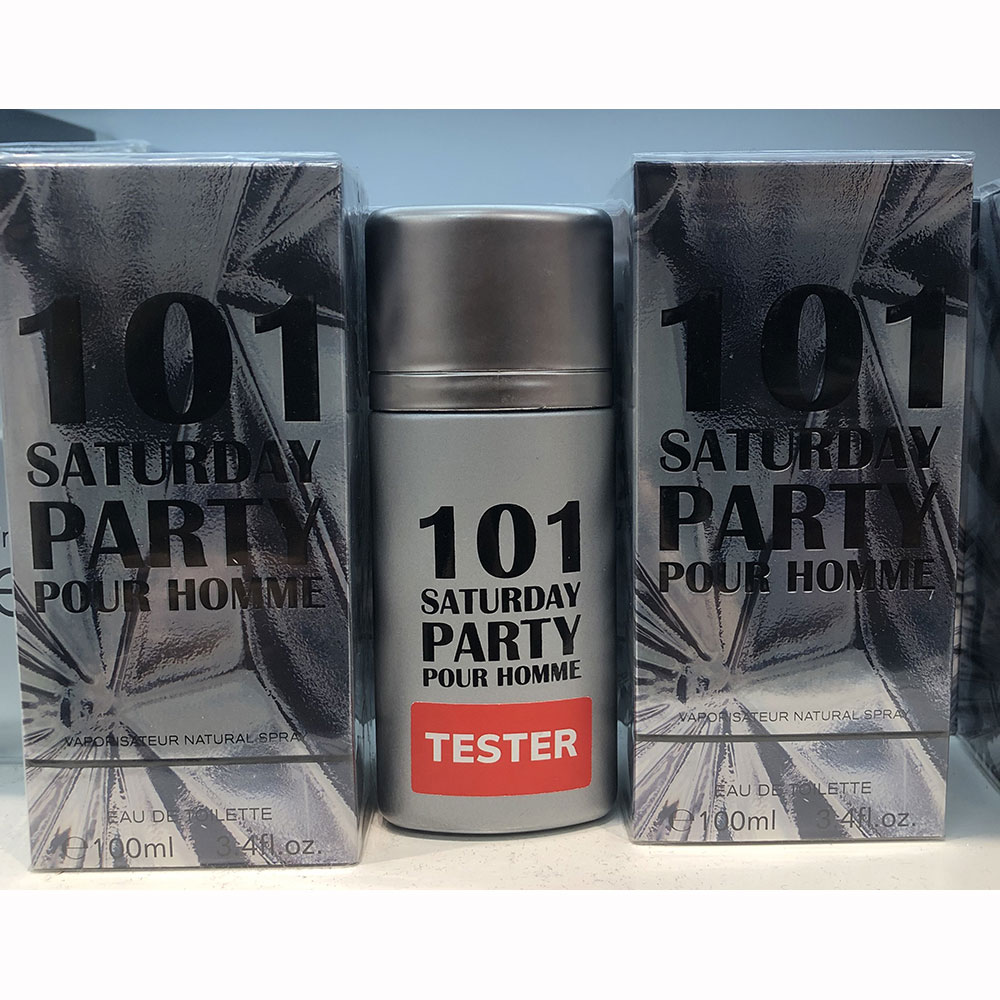 101
SATURDAY
PARTY
POUR HOMME
VAPORISATEUR NATURAL SPRAY
EAU DE TOILETTE
e100ml 3.4fl.oz.
101
SATURDAY
PARTY
POUR HOMME
TESTER
101
SATURDAY
PARTY
POUR HOMME
VAPORISATEUR NATURAL SPRAY
EAU DE TOILETTE
e100ml 3.4fl.oz.